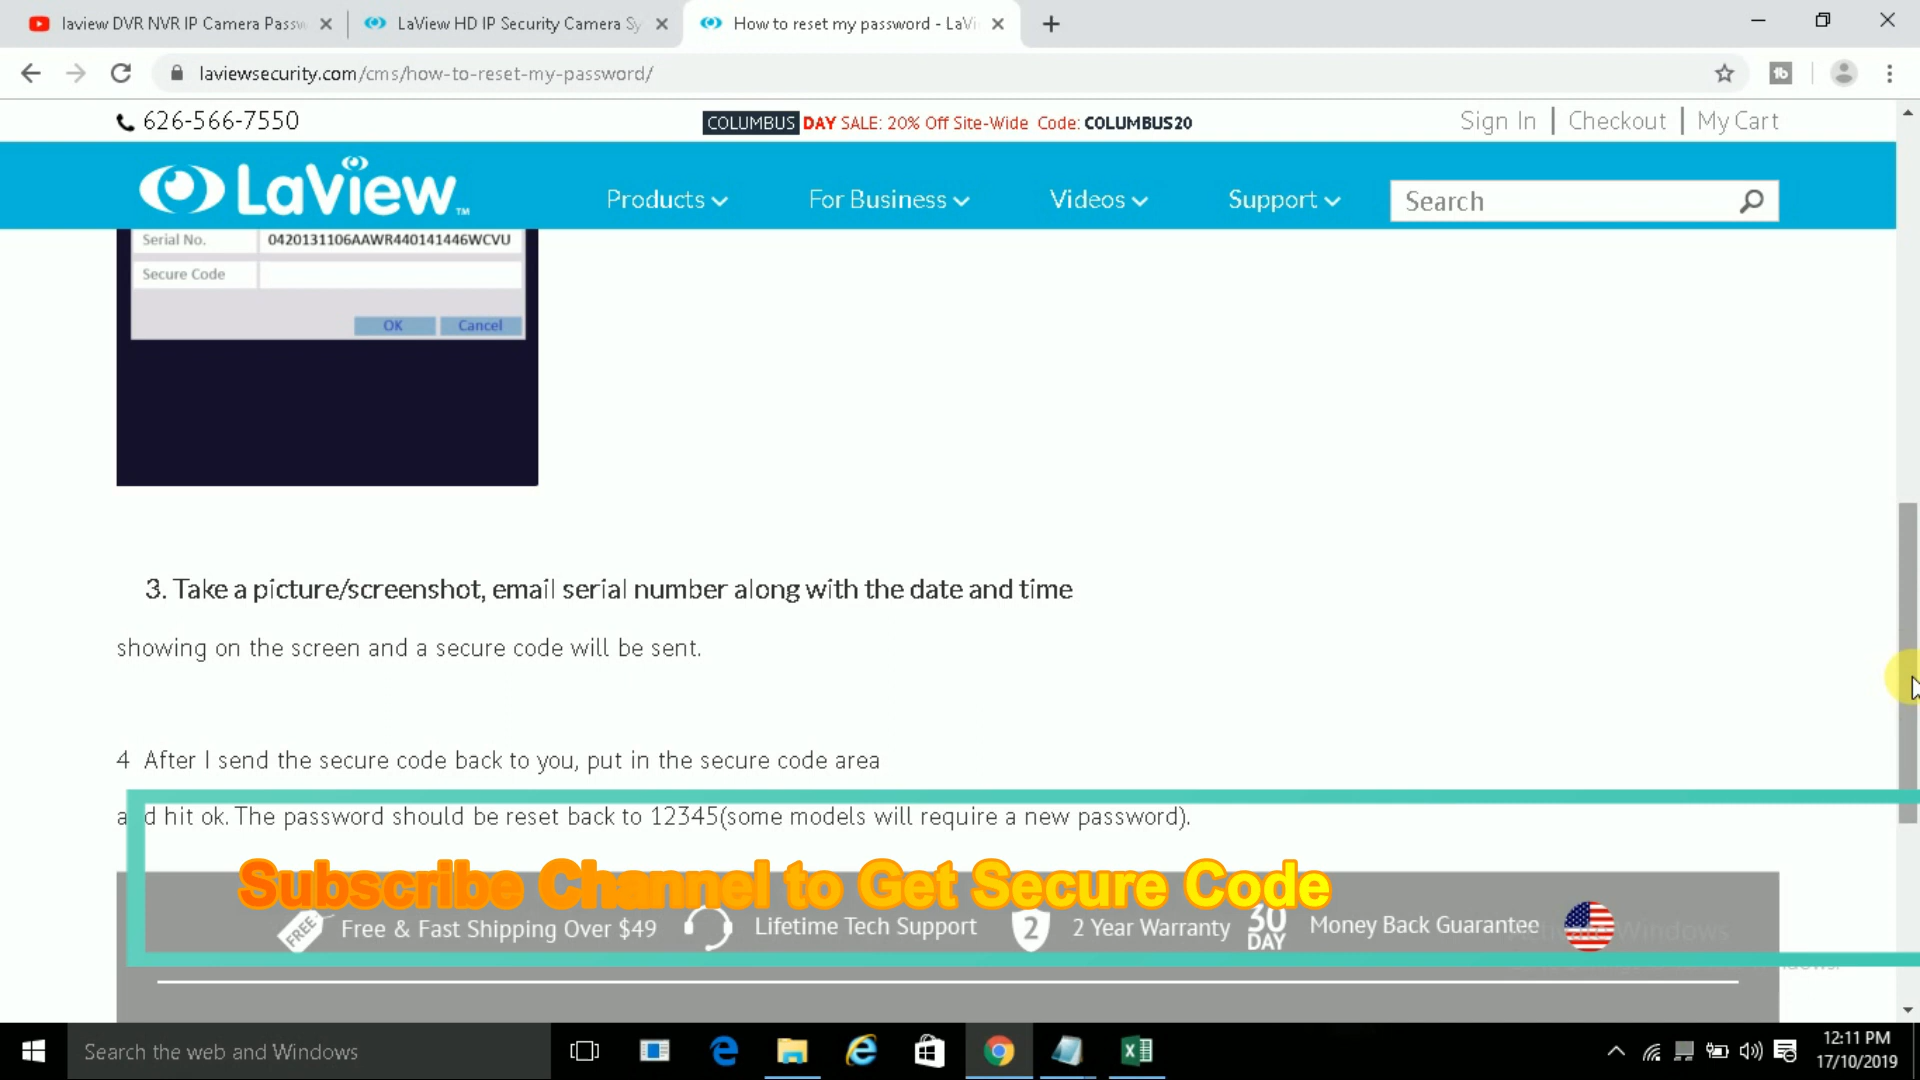 laview DVR NVR IP Camera Passw
LaView HD IP Security Camera Sy
How to reset my password - LaVi
laviewsecurity.com/cms/how-to-reset-my-password/
626-566-7550
COLUMBUS DAY SALE: 20% Off Site-Wide Code: COLUMBUS20
Sign In | Checkout | My Cart
LaView™
Products
For Business
Videos
Support
Search
Serial No. 0420131106AAWR440141446WCVU
Secure Code
OK Cancel
3. Take a picture/screenshot, email serial number along with the date and time
showing on the screen and a secure code will be sent.
4 After I send the secure code back to you, put in the secure code area
and hit ok. The password should be reset back to 12345(some models will require a new password).
Subscribe Channel to Get Secure Code
FREE Free & Fast Shipping Over $49
Lifetime Tech Support
2 2 Year Warranty
30 DAY Money Back Guarantee
Windows
Search the web and Windows
12:11 PM
17/10/2019